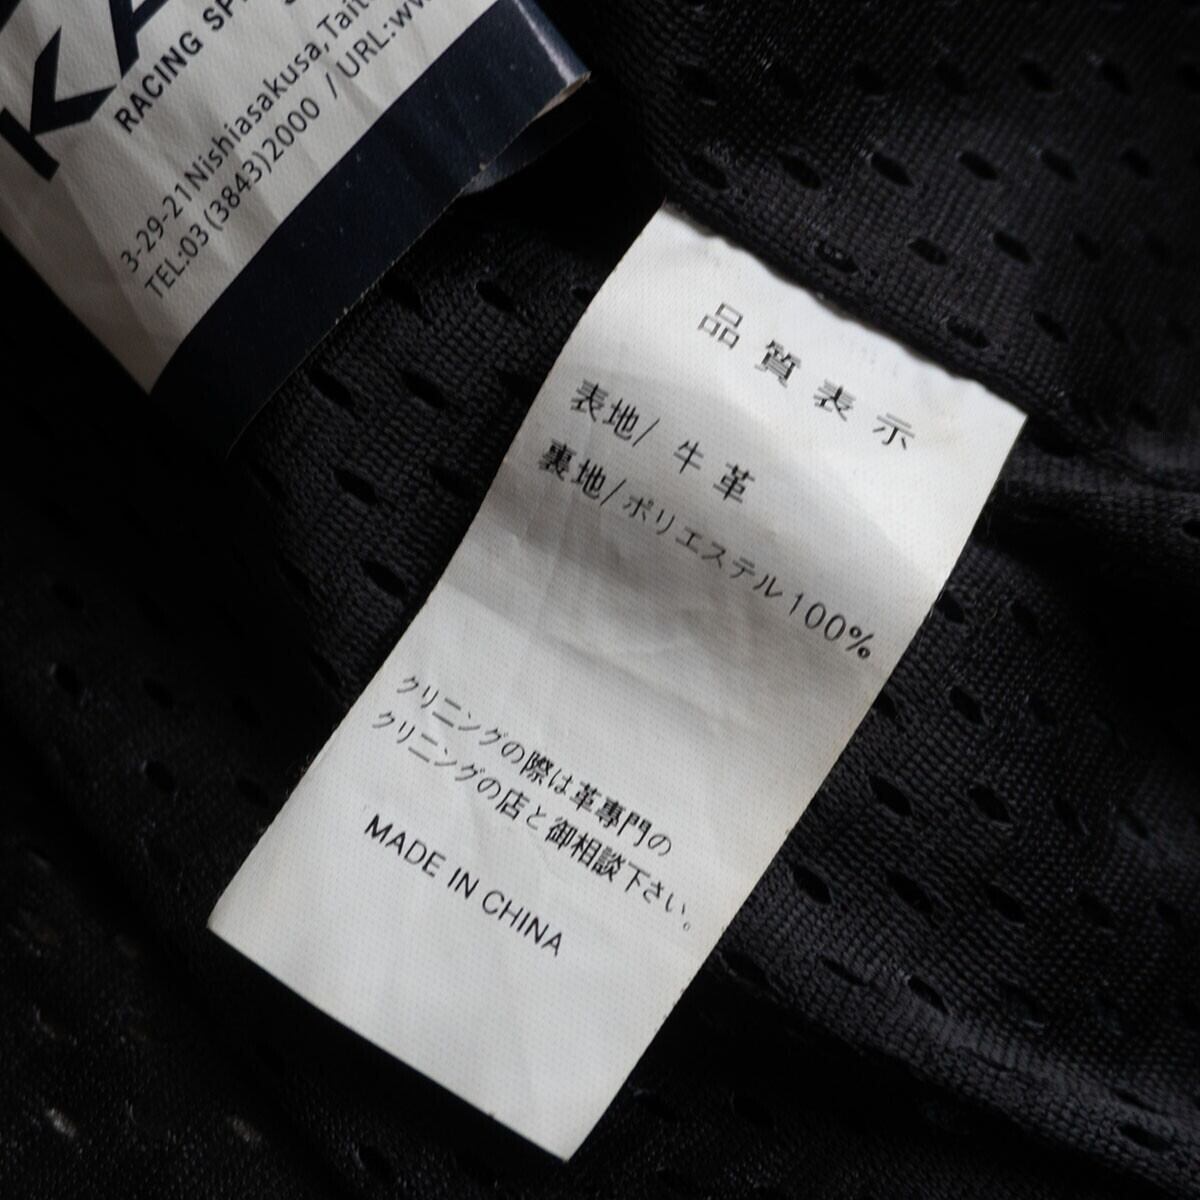 KA
RACING SP
3-29-21 Nishiasakusa, Tait
TEL:03 (3843)2000 / URL:ww
品質表示
表地/ 牛革
裏地/ポリエステル100%
クリニングの際は革専門の
クリニングの店と御相談下さい。
MADE IN CHINA